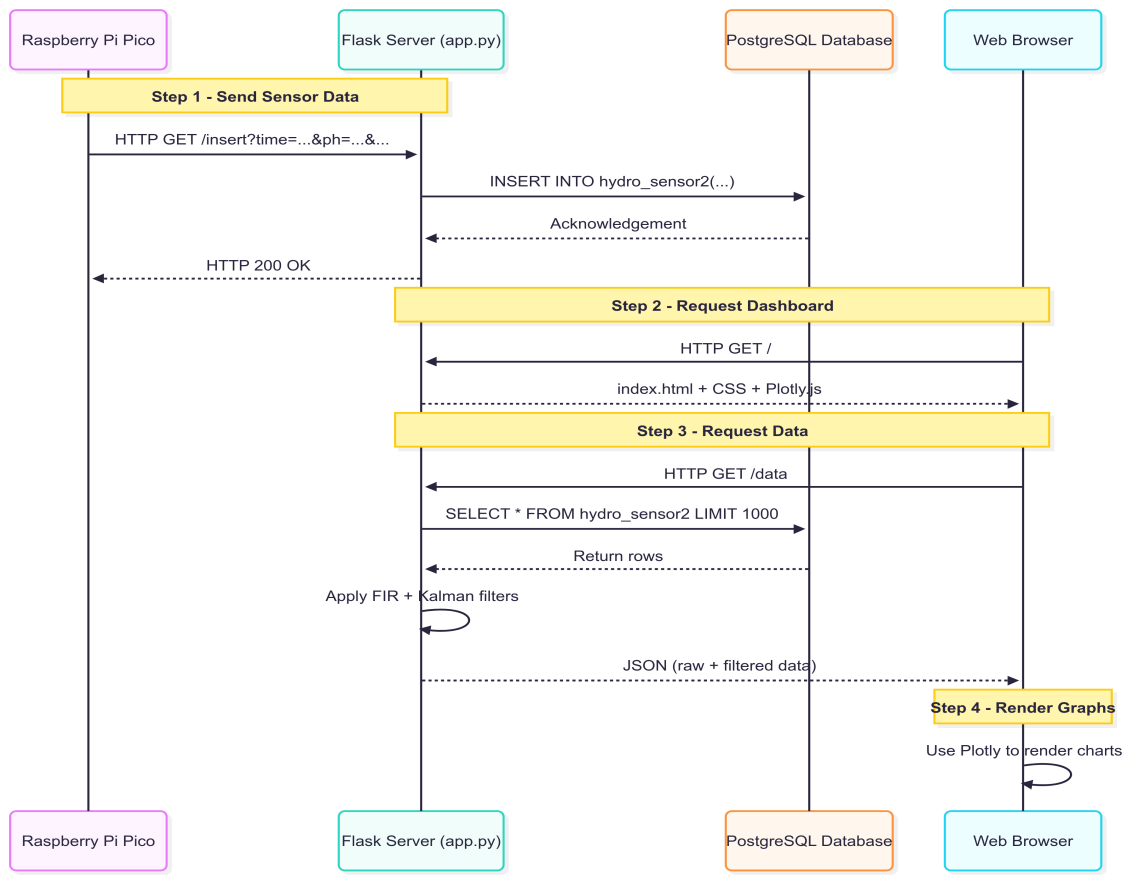 Raspberry Pi Pico
Flask Server (app.py)
PostgreSQL Database
Web Browser
Step 1 - Send Sensor Data
HTTP GET /insert?time=...&ph=...&...
INSERT INTO hydro_sensor2(...)
Acknowledgement
HTTP 200 OK
Step 2 - Request Dashboard
HTTP GET /
index.html + CSS + Plotly.js
Step 3 - Request Data
HTTP GET /data
SELECT * FROM hydro_sensor2 LIMIT 1000
Return rows
Apply FIR + Kalman filters
JSON (raw + filtered data)
Step 4 - Render Graphs
Use Plotly to render charts
Raspberry Pi Pico
Flask Server (app.py)
PostgreSQL Database
Web Browser